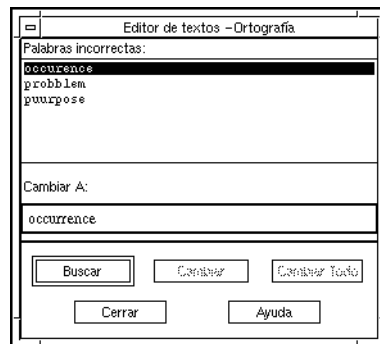 Editor de textos - Ortografía
Palabras incorrectas:
occurence
probblem
puurpose
Cambiar A:
occurrence
Buscar Cambiar Cambiar Todo
Cerrar Ayuda